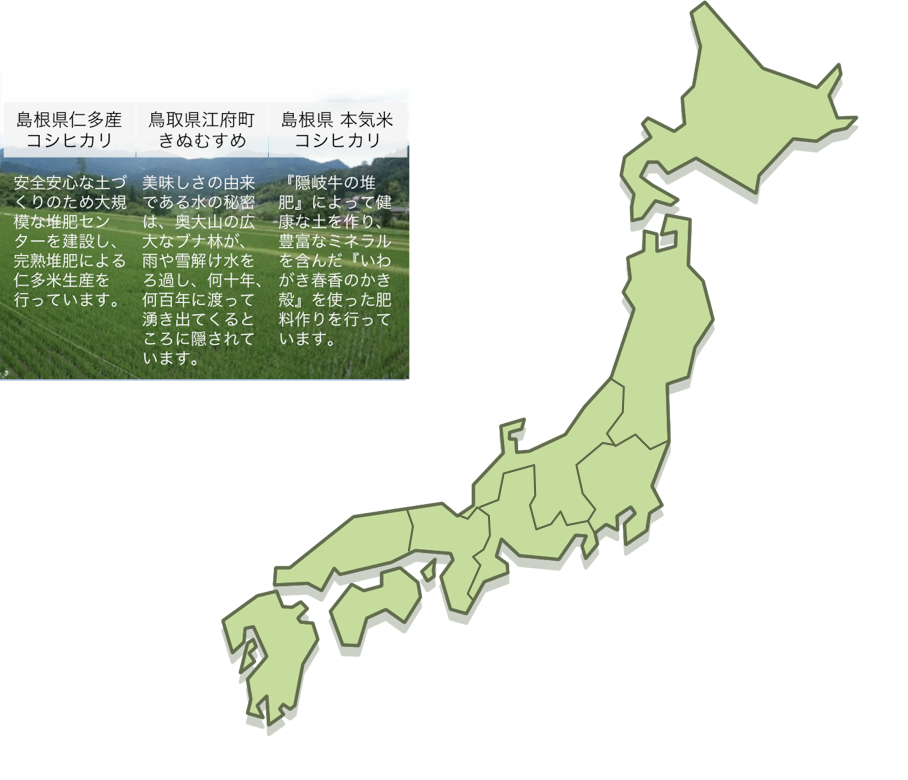 島根県仁多産
コシヒカリ
安全安心な土づ
くりのため大規
模な堆肥セン
ターを建設し、
完熟堆肥による
仁多米生産を
行っています。
鳥取県江府町
きぬむすめ
美味しさの由来
である水の秘密
は、奥大山の広
大なブナ林が、
雨や雪解け水を
ろ過し、何十年、
何百年に渡って
湧き出てくると
ころに隠されて
います。
島根県 本気米
コシヒカリ
『隠岐牛の堆
肥』によって健
康な土を作り、
豊富なミネラル
を含んだ『いわ
がき春香のかき
殻』を使った肥
料作りを行って
います。